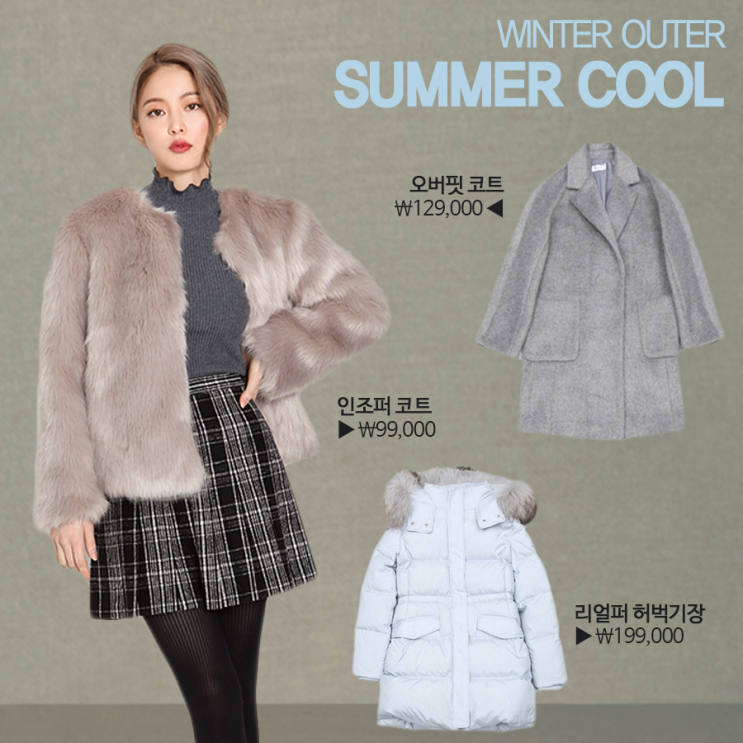 WINTER OUTER
SUMMER COOL
오버핏 코트
₩129,000 ◀
인조퍼 코트
▶ ₩99,000
리얼퍼 허벅기장
▶ ₩199,000